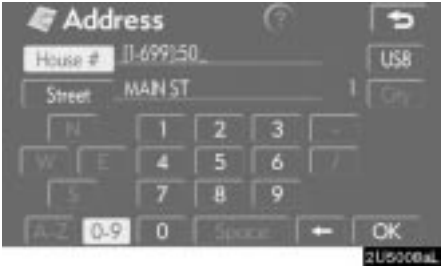 Address ?
House # [1-699]:50_ US8
Street MAIN ST 1 City
N 1 2 3 -
W E 4 5 6 /
S 7 8 9
A-Z 0-9 0 Space ← OK